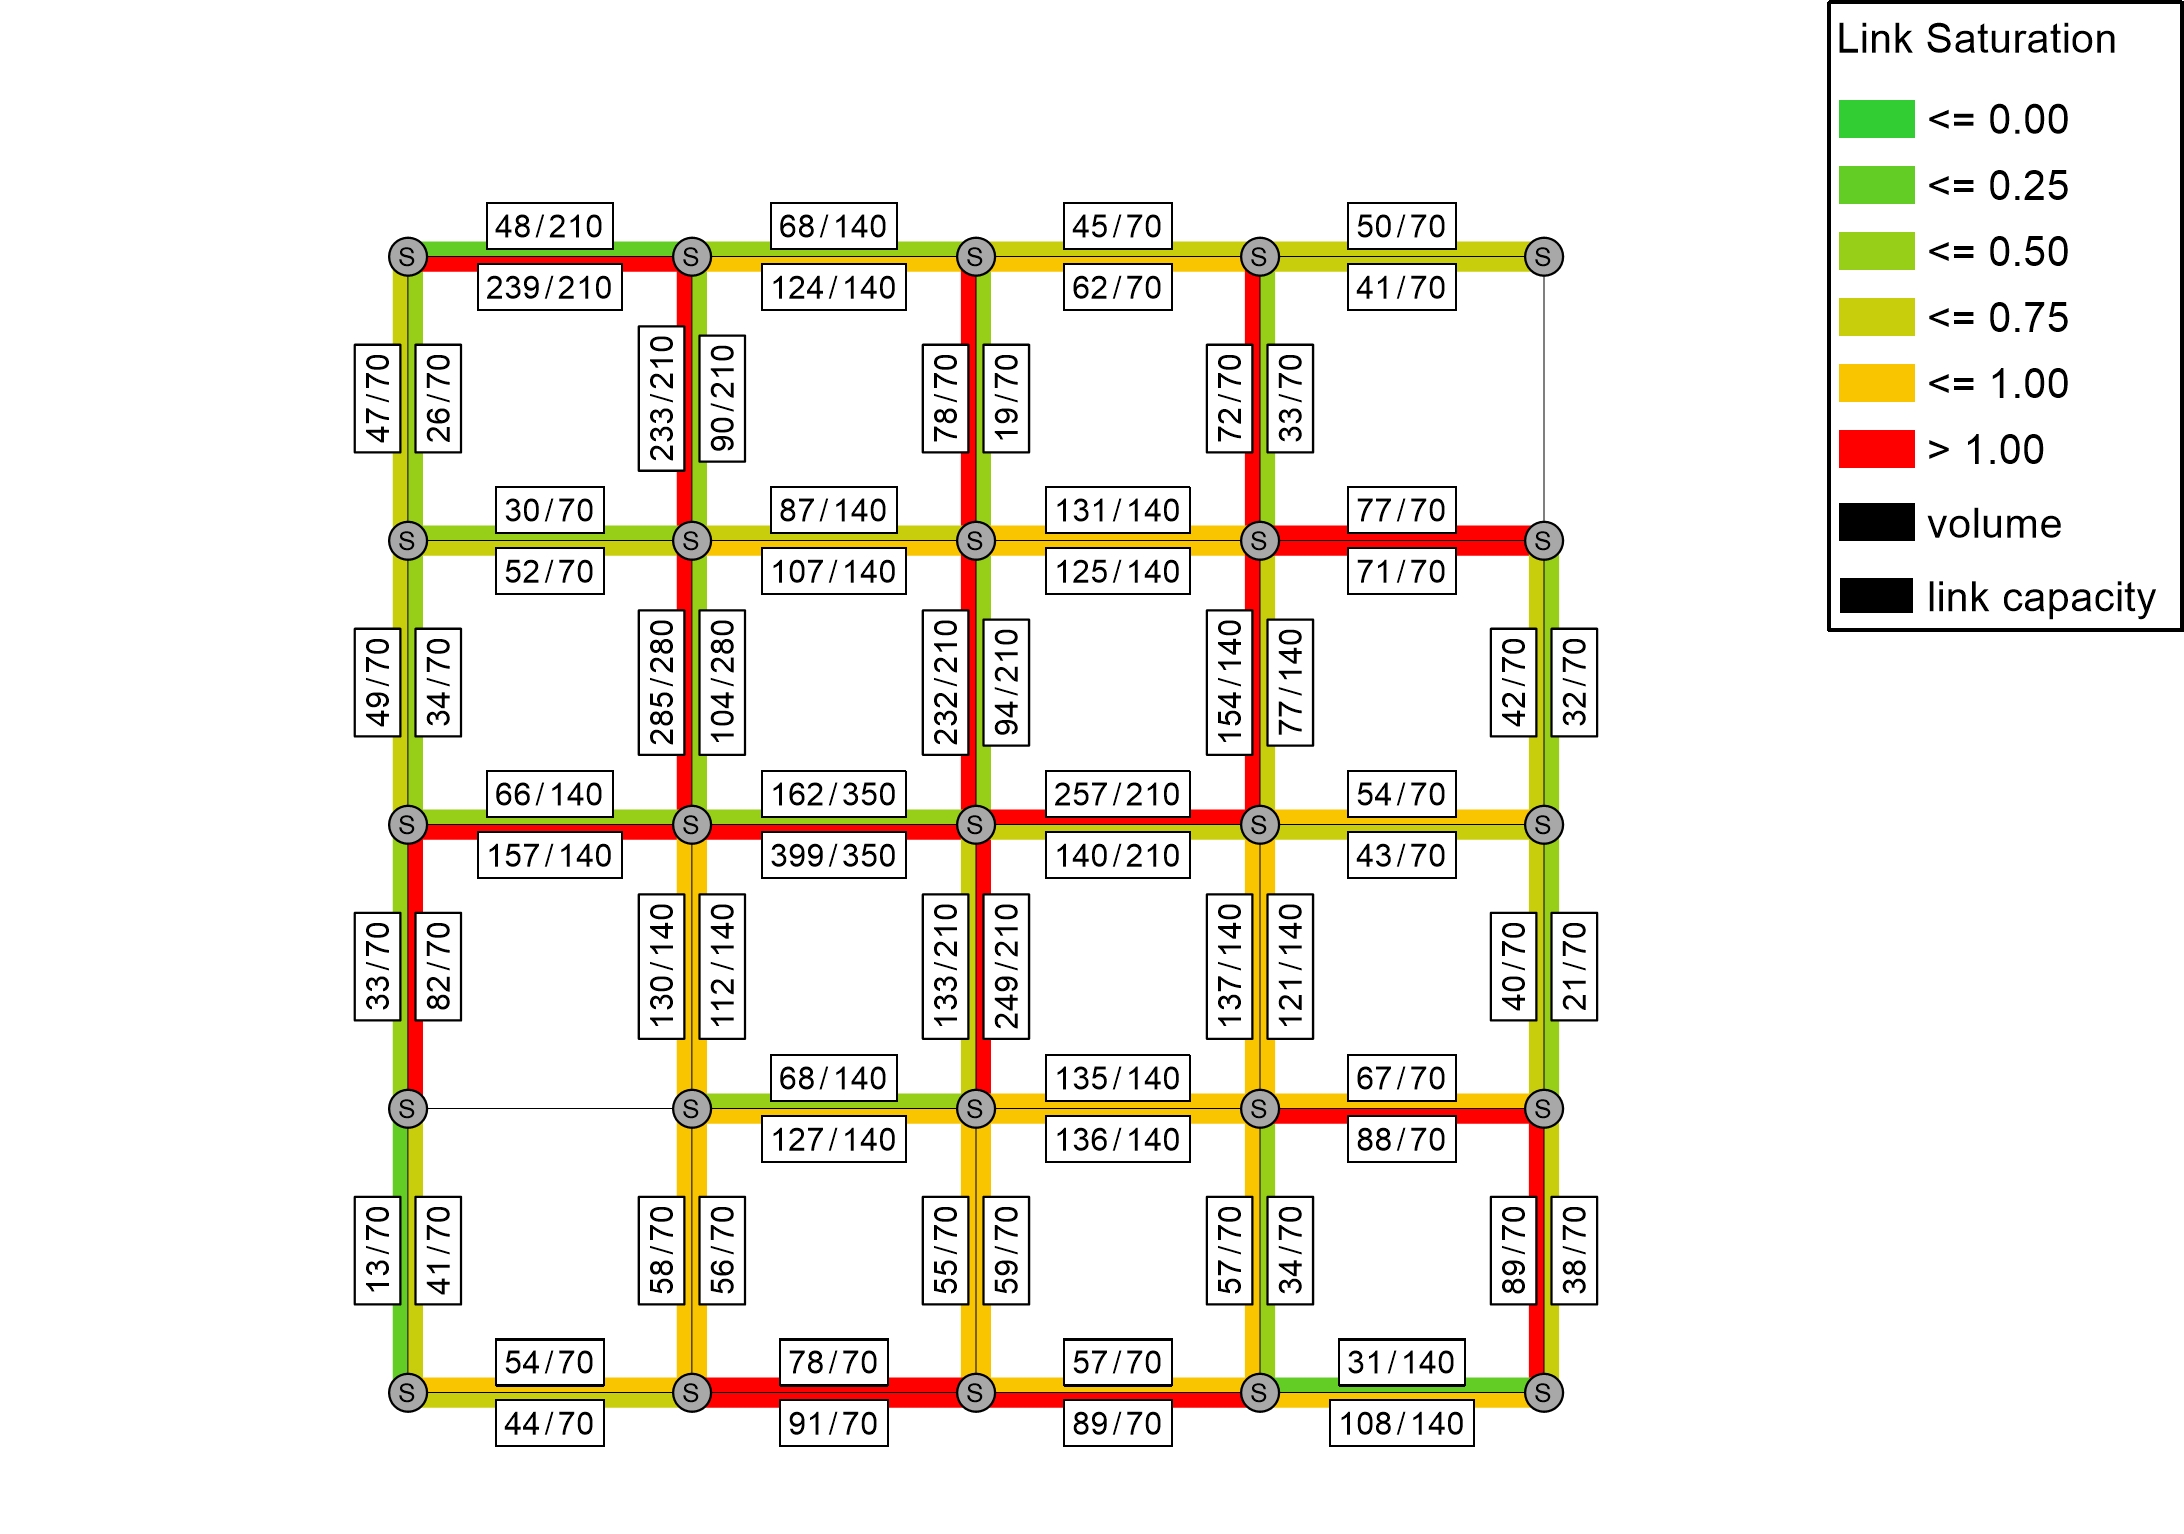 Link Saturation
<= 0.00
<= 0.25
<= 0.50
<= 0.75
<= 1.00
> 1.00
volume
link capacity
48/210
68/140
45/70
50/70
S
S
S
S
S
239/210
124/140
62/70
41/70
47/70
26/70
233/210
90/210
78/70
19/70
72/70
33/70
30/70
87/140
131/140
77/70
S
S
S
S
S
52/70
107/140
125/140
71/70
49/70
34/70
285/280
104/280
232/210
94/210
154/140
77/140
42/70
32/70
66/140
162/350
257/210
54/70
S
S
S
S
S
157/140
399/350
140/210
43/70
33/70
82/70
130/140
112/140
133/210
249/210
137/140
121/140
40/70
21/70
68/140
135/140
67/70
S
S
S
S
S
127/140
136/140
88/70
13/70
41/70
58/70
56/70
55/70
59/70
57/70
34/70
89/70
38/70
54/70
78/70
57/70
31/140
S
S
S
S
S
44/70
91/70
89/70
108/140